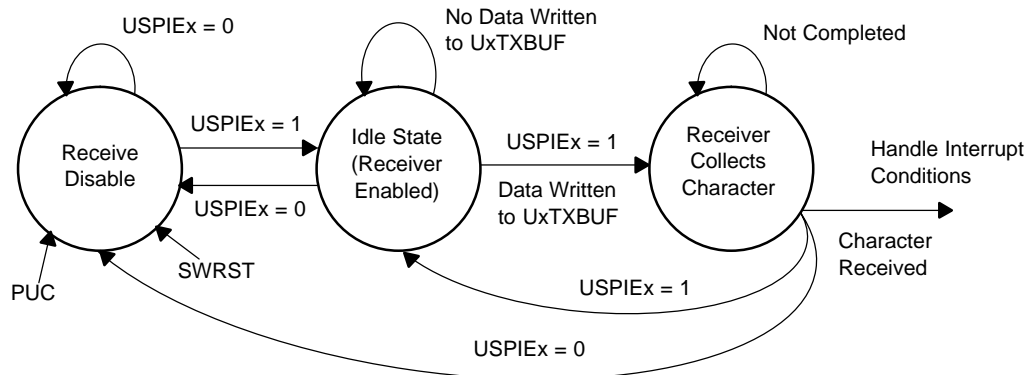 USPIEx = 0
No Data Written
to UxTXBUF
Not Completed
USPIEx = 1
Receive
Disable
Idle State
(Receiver
Enabled)
USPIEx = 1
Receiver
Collects
Character
Handle Interrupt
Conditions
USPIEx = 0
Data Written
to UxTXBUF
Character
Received
PUC
SWRST
USPIEx = 1
USPIEx = 0